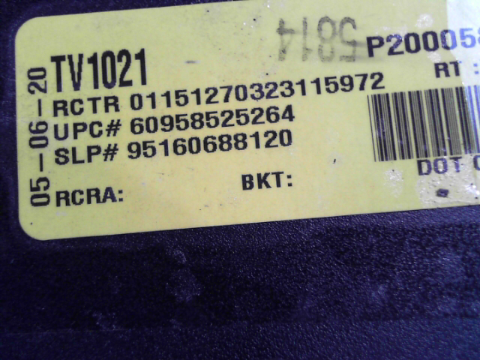 05-06-20
TV1021
5814
P200058
RT:
RCTR 01151270323115972
UPC# 60958525264
SLP# 95160688120
RCRA:
BKT:
DOT